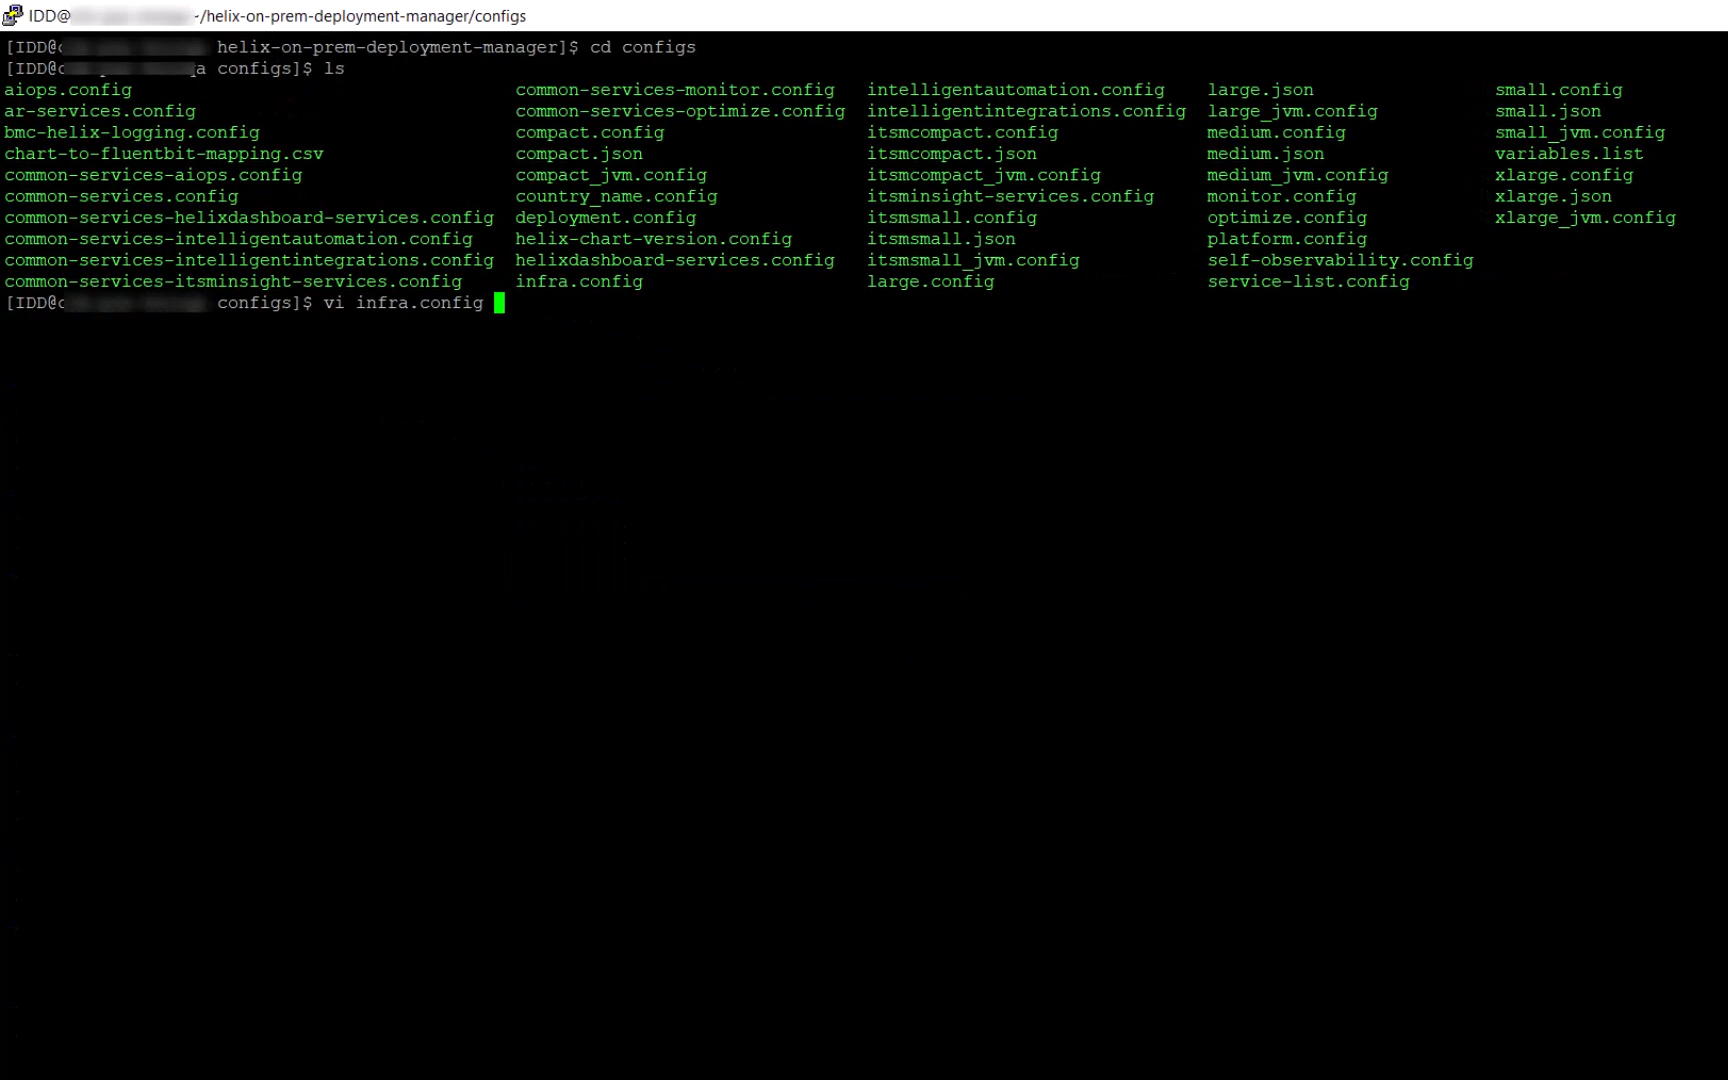 IDD@ ~/helix-on-prem-deployment-manager/configs
[IDD@ helix-on-prem-deployment-manager]$ cd configs
[IDD@ configs]$ ls
aiops.config common-services-monitor.config intelligentautomation.config large.json small.config
ar-services.config common-services-optimize.config intelligentintegrations.config large_jvm.config small.json
bmc-helix-logging.config compact.config itsmcompact.config medium.config small_jvm.config
chart-to-fluentbit-mapping.csv compact.json itsmcompact.json medium.json variables.list
common-services-aiops.config compact_jvm.config itsmcompact_jvm.config medium_jvm.config xlarge.config
common-services.config country_name.config itsminsight-services.config monitor.config xlarge.json
common-services-helixdashboard-services.config deployment.config itsmsmall.config optimize.config xlarge_jvm.config
common-services-intelligentautomation.config helix-chart-version.config itsmsmall.json platform.config
common-services-intelligentintegrations.config helixdashboard-services.config itsmsmall_jvm.config self-observability.config
common-services-itsminsight-services.config infra.config large.config service-list.config
[IDD@ configs]$ vi infra.config